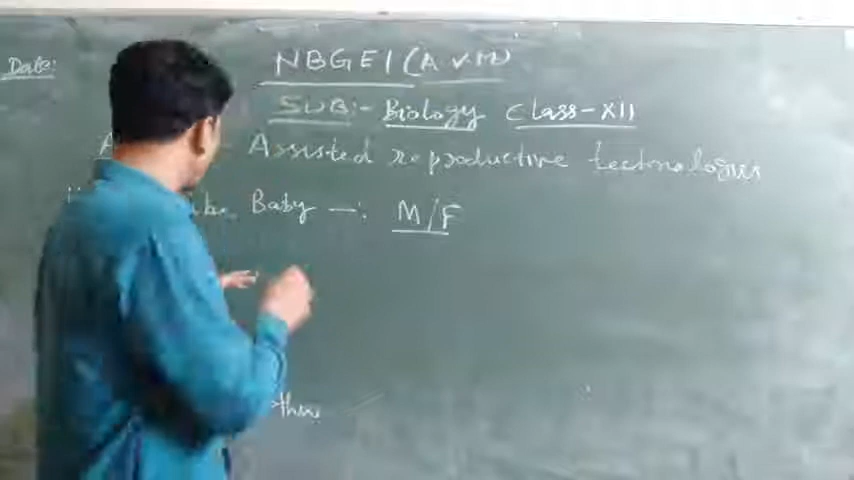 Date:
NBGEI (A V M)
SUB:- Biology Class-XII
A - Assisted reproductive technologies
Baby -: M/F